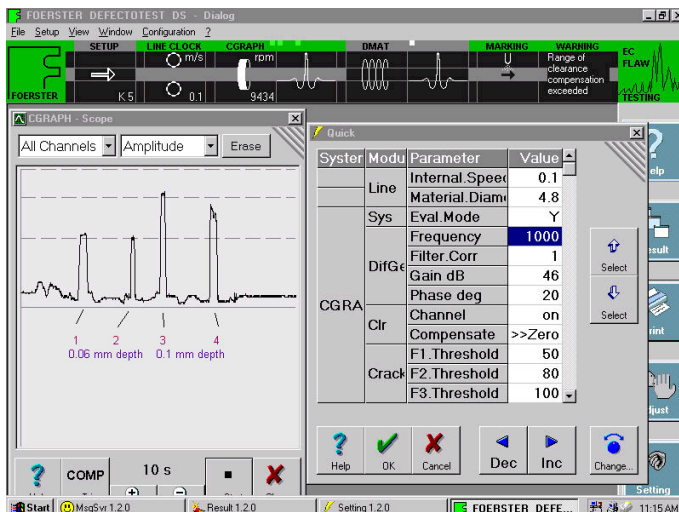 FOERSTER DEFECTOTEST DS - Dialog
File Setup View Window Configuration ?
SETUP LINE CLOCK CGRAPH DMAT MARKING WARNING
m/s rpm
Range of
clearance
compensation
exceeded
EC
FLAW
TESTING
FOERSTER K 5 0.1 9434
CGRAPH - Scope
All Channels Amplitude Erase
1 2 3 4
0.06 mm depth 0.1 mm depth
COMP 10 s
Quick
Syster Modu Parameter Value
Line Internal.Speec 0.1
Material.Diam 4.8
Sys Eval.Mode Y
CGRA
DifGe Frequency 1000
Filter.Corr 1
Gain dB 46
Phase deg 20
Clr Channel on
Compensate >>Zero
Crack F1.Threshold 50
F2.Threshold 80
F3.Threshold 100
Select
Select
Help OK Cancel Dec Inc Change...
elp
sult
rint
just
Setting
Start MsgSvr 1.2.0 Result 1.2.0 Setting 1.2.0 FOERSTER DEFE... 11:15 AM